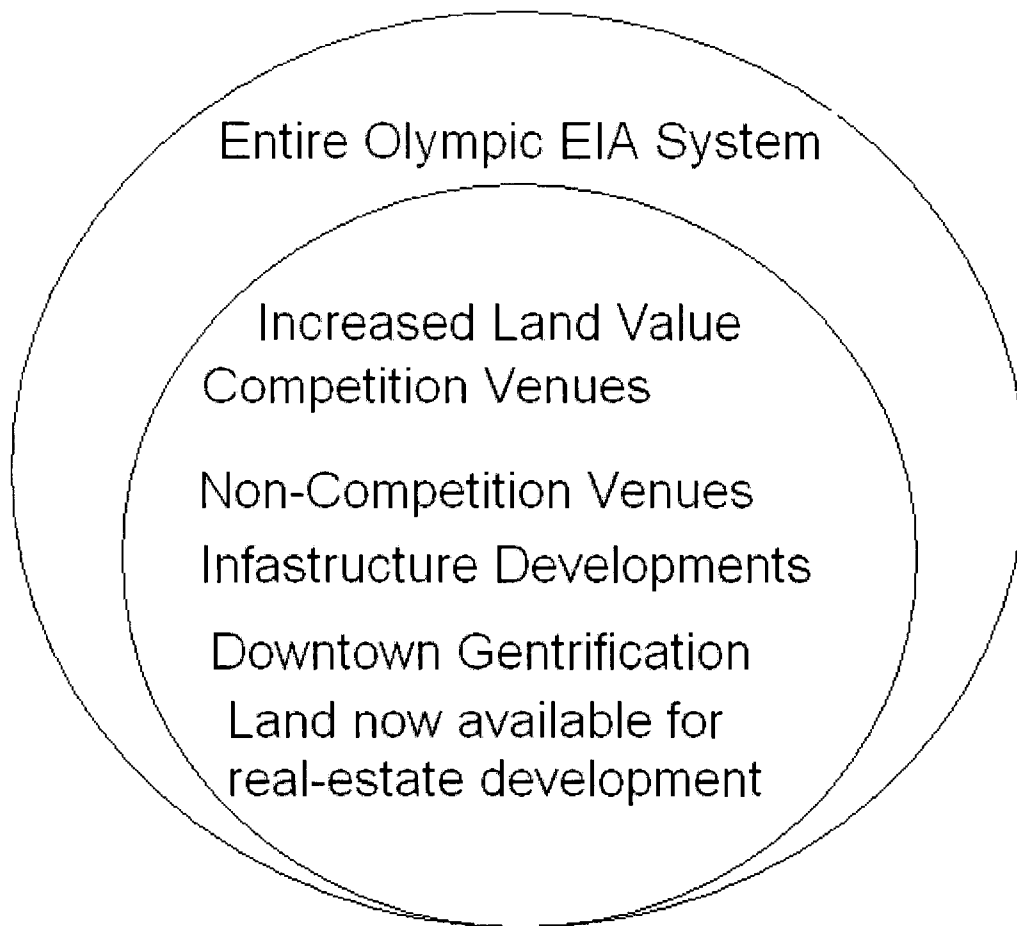 Entire Olympic EIA System
Increased Land Value
Competition Venues
Non-Competition Venues
Infastructure Developments
Downtown Gentrification
Land now available for
real-estate development